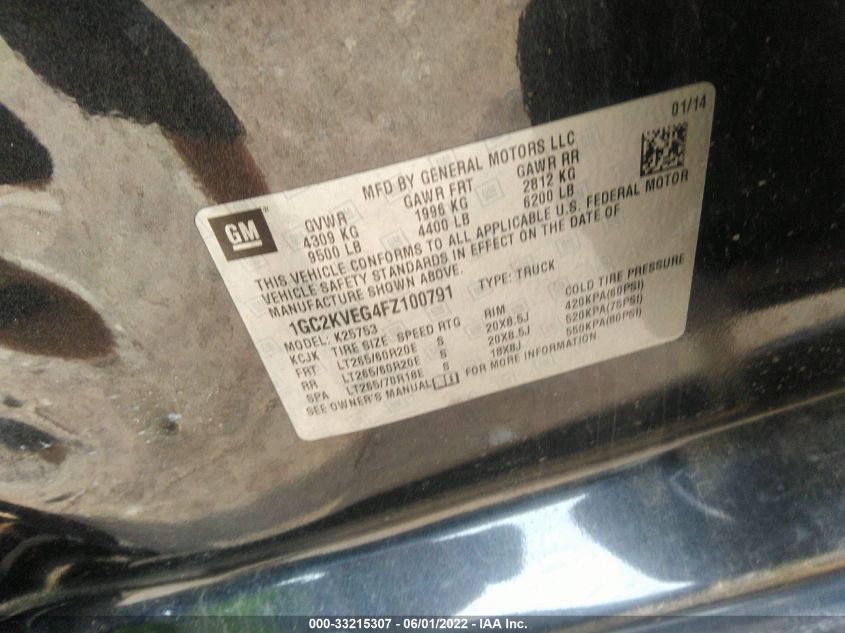 01/14
MFD BY GENERAL MOTORS LLC
GM
GVWR GAWR FRT GAWR RR
4309 KG 1996 KG 2812 KG
9500 LB 4400 LB 6200 LB
THIS VEHICLE CONFORMS TO ALL APPLICABLE U.S. FEDERAL MOTOR
VEHICLE SAFETY STANDARDS IN EFFECT ON THE DATE OF
MANUFACTURE SHOWN ABOVE.
1GC2KVEG4FZ100791 TYPE: TRUCK
MODEL: K25753
KCJK TIRE SIZE SPEED RTG RIM COLD TIRE PRESSURE
FRT LT265/60R20E S 20X8.5J 420KPA(60PSI)
RR LT265/60R20E S 20X8.5J 520KPA(75PSI)
SPA LT265/70R18E S 18X8J 550KPA(80PSI)
SEE OWNER'S MANUAL FOR MORE INFORMATION.
000-33215307 - 06/01/2022 - IAA Inc.